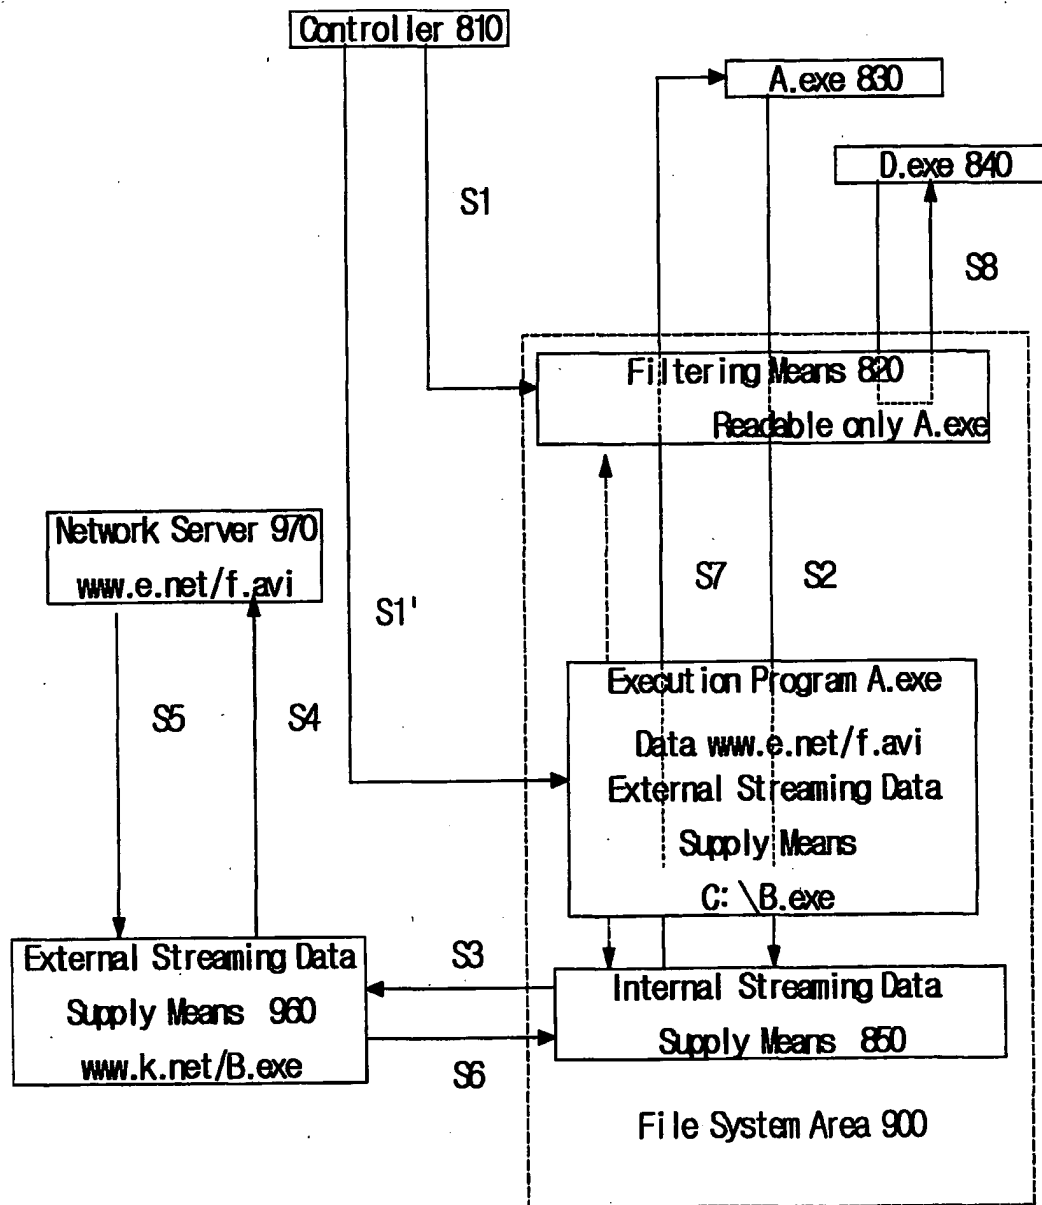 Controller 810
A.exe 830
D.exe 840
S1
S8
Filtering Means 820
Readable only A.exe
Network Server 970
www.e.net/f.avi
S1'
S7
S2
S5
S4
Execution Program A.exe
Data www.e.net/f.avi
External Streaming Data
Supply Means
C:\B.exe
External Streaming Data
Supply Means 960
www.k.net/B.exe
S3
S6
Internal Streaming Data
Supply Means 850
File System Area 900